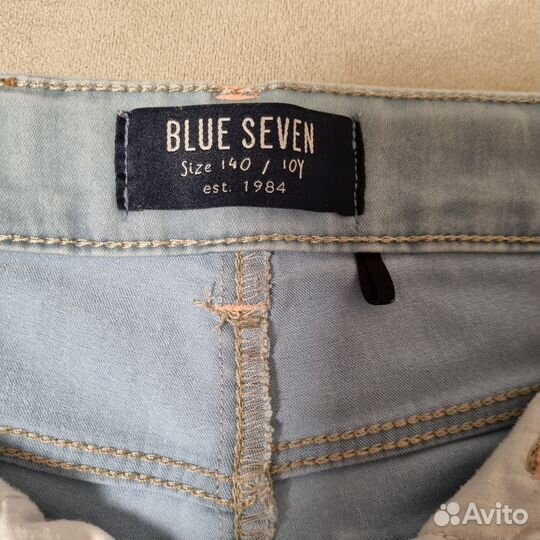 BLUE SEVEN
Size 140 / 10Y
est. 1984
Avito